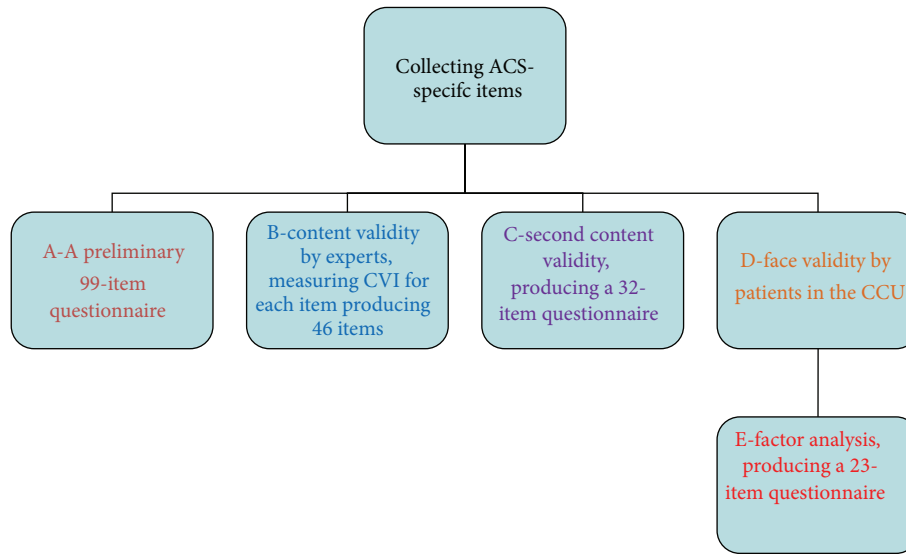 Collecting ACS-
specifc items
A-A preliminary
99-item
questionnaire
B-content validity
by experts,
measuring CVI for
each item producing
46 items
C-second content
validity,
producing a 32-
item questionnaire
D-face validity by
patients in the CCU
E-factor analysis,
producing a 23-
item questionnaire